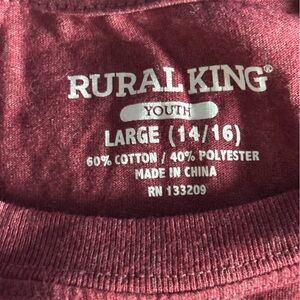 RURAL KING®
YOUTH
LARGE (14/16)
60% COTTON / 40% POLYESTER
MADE IN CHINA
RN 133209